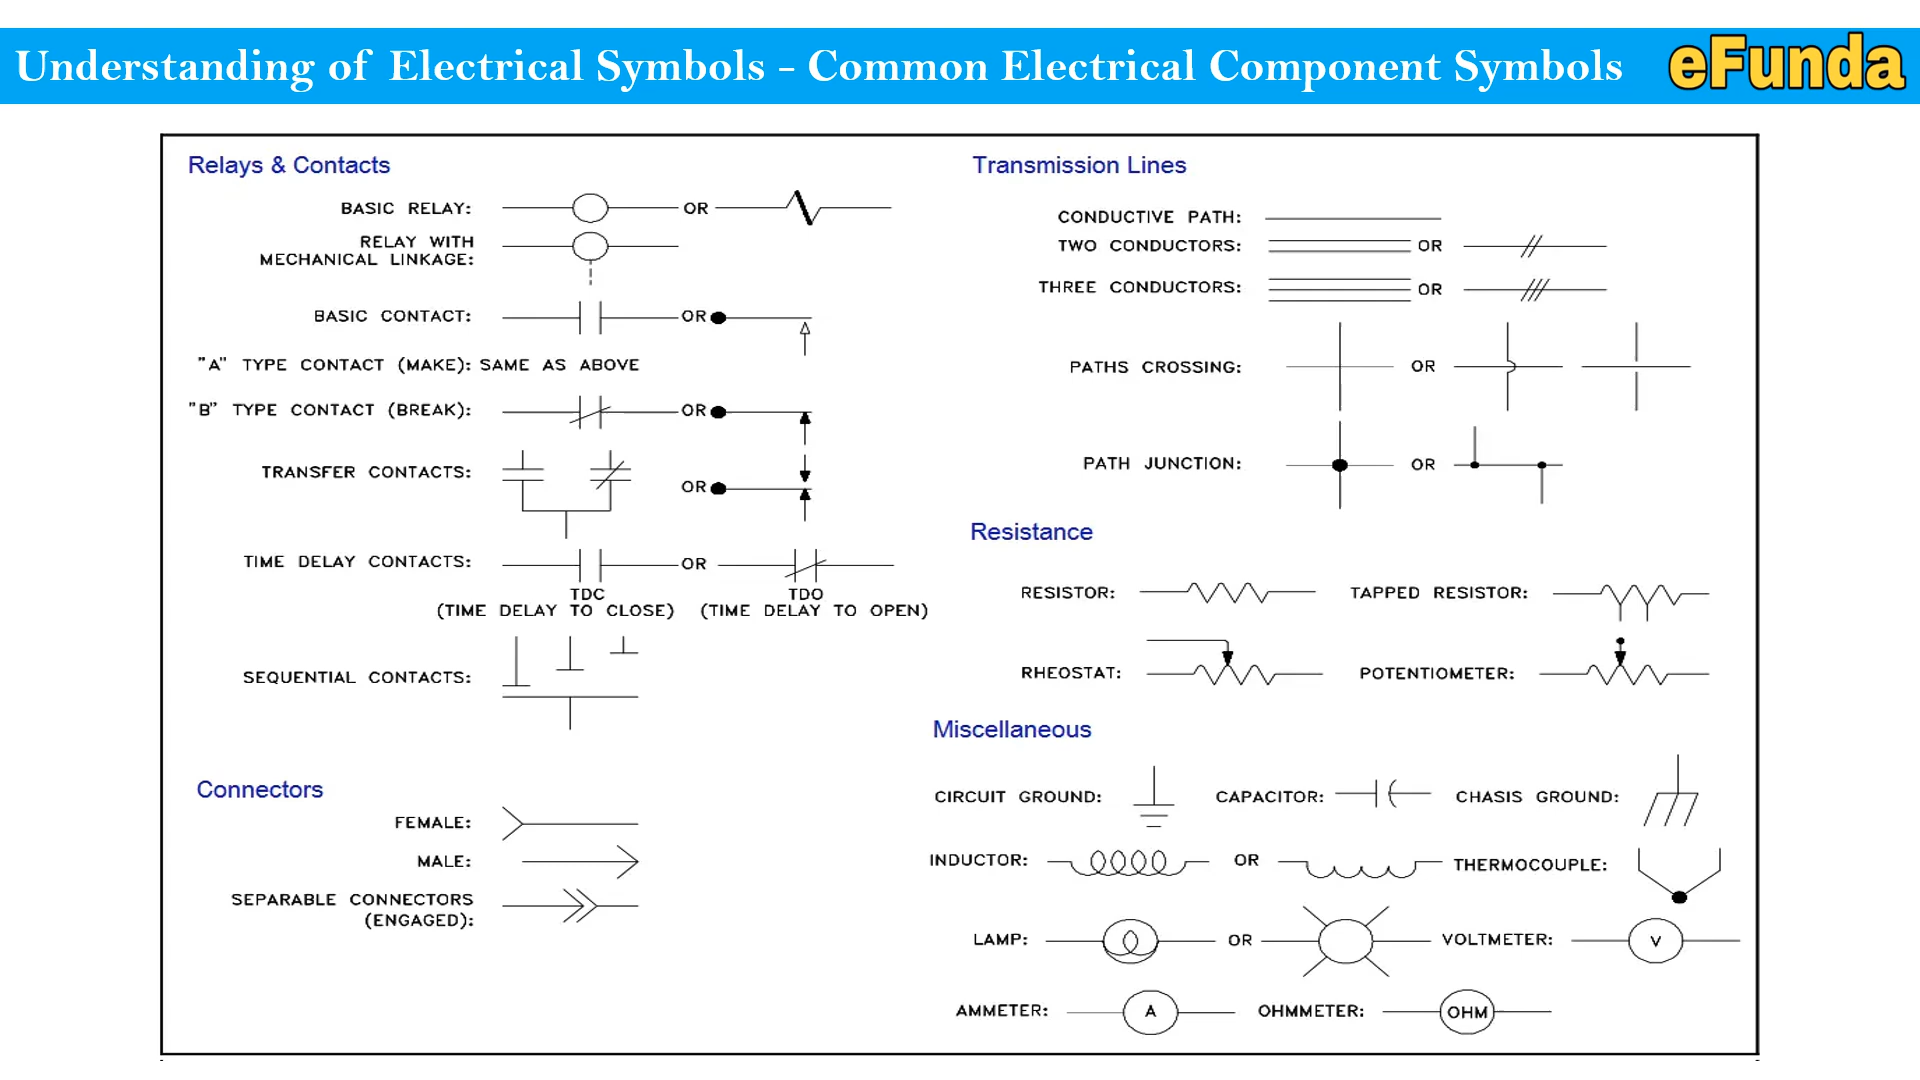 Understanding of Electrical Symbols - Common Electrical Component Symbols
eFunda
Relays & Contacts
BASIC RELAY:
OR
RELAY WITH
MECHANICAL LINKAGE:
BASIC CONTACT:
OR
"A" TYPE CONTACT (MAKE): SAME AS ABOVE
"B" TYPE CONTACT (BREAK):
OR
TRANSFER CONTACTS:
OR
TIME DELAY CONTACTS:
OR
TDC
TDO
(TIME DELAY TO CLOSE)
(TIME DELAY TO OPEN)
SEQUENTIAL CONTACTS:
Connectors
FEMALE:
MALE:
SEPARABLE CONNECTORS
(ENGAGED):
Transmission Lines
CONDUCTIVE PATH:
TWO CONDUCTORS:
OR
THREE CONDUCTORS:
OR
PATHS CROSSING:
OR
PATH JUNCTION:
OR
Resistance
RESISTOR:
TAPPED RESISTOR:
RHEOSTAT:
POTENTIOMETER:
Miscellaneous
CIRCUIT GROUND:
CAPACITOR:
CHASIS GROUND:
INDUCTOR:
OR
THERMOCOUPLE:
LAMP:
OR
VOLTMETER:
V
AMMETER:
A
OHMMETER:
OHM